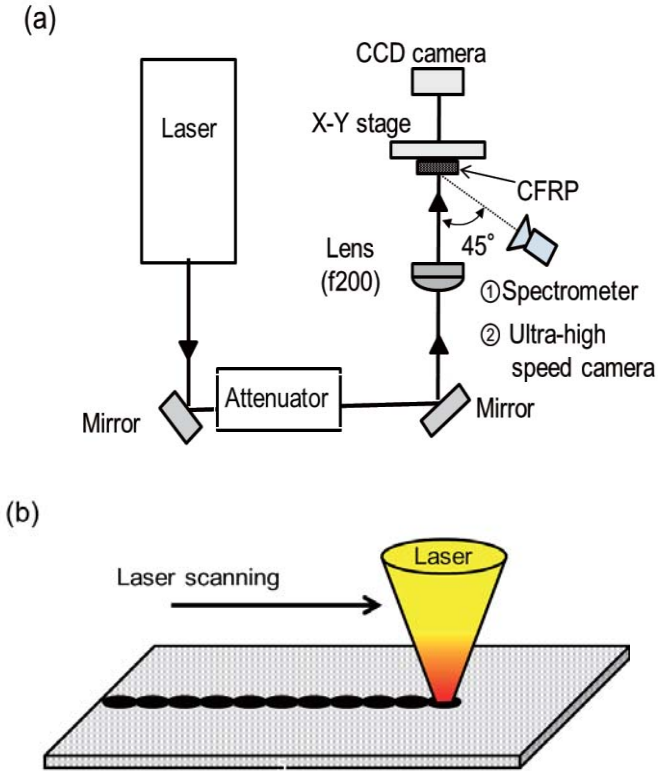 (a)
CCD camera
Laser
X-Y stage
CFRP
45°
Lens
(f200)
①Spectrometer
② Ultra-high
speed camera
Attenuator
Mirror
Mirror
(b)
Laser
Laser scanning